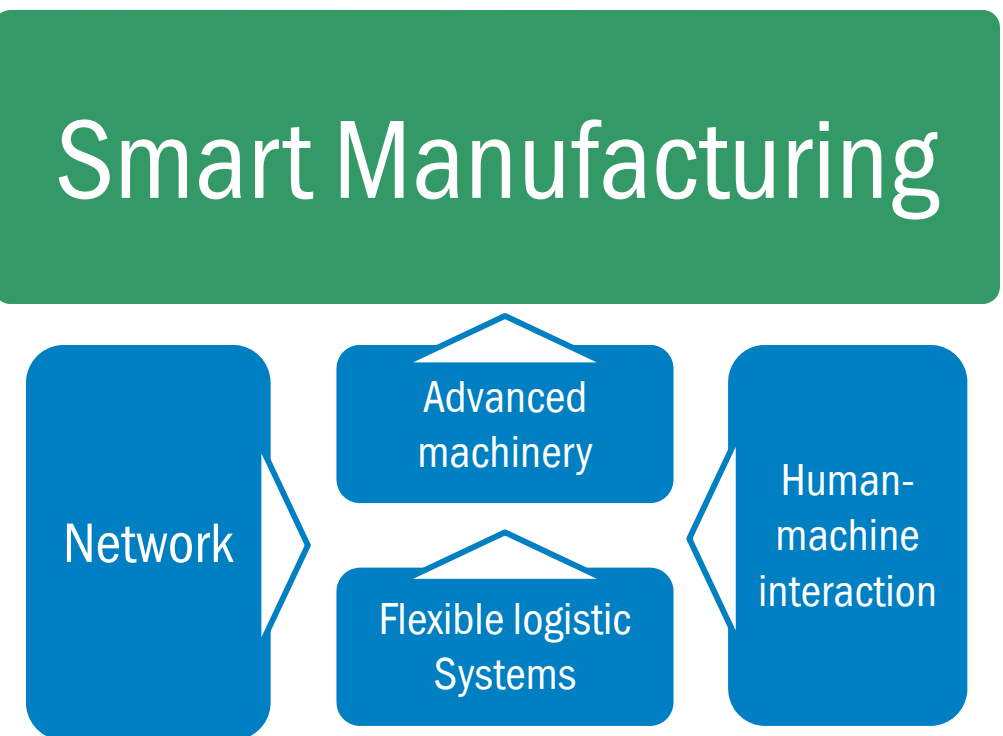 Smart Manufacturing
Network
Advanced
machinery
Flexible logistic
Systems
Human-
machine
interaction